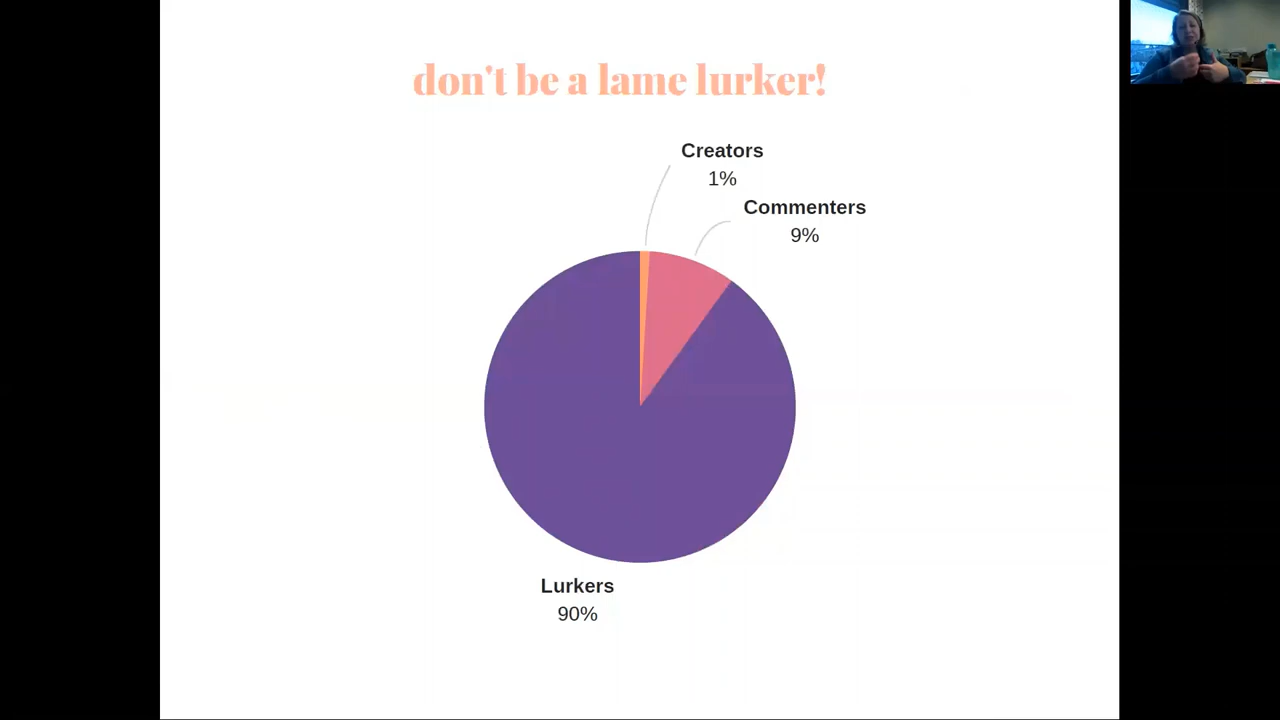 don't be a lame lurker!
Creators
1%
Commenters
9%
Lurkers
90%